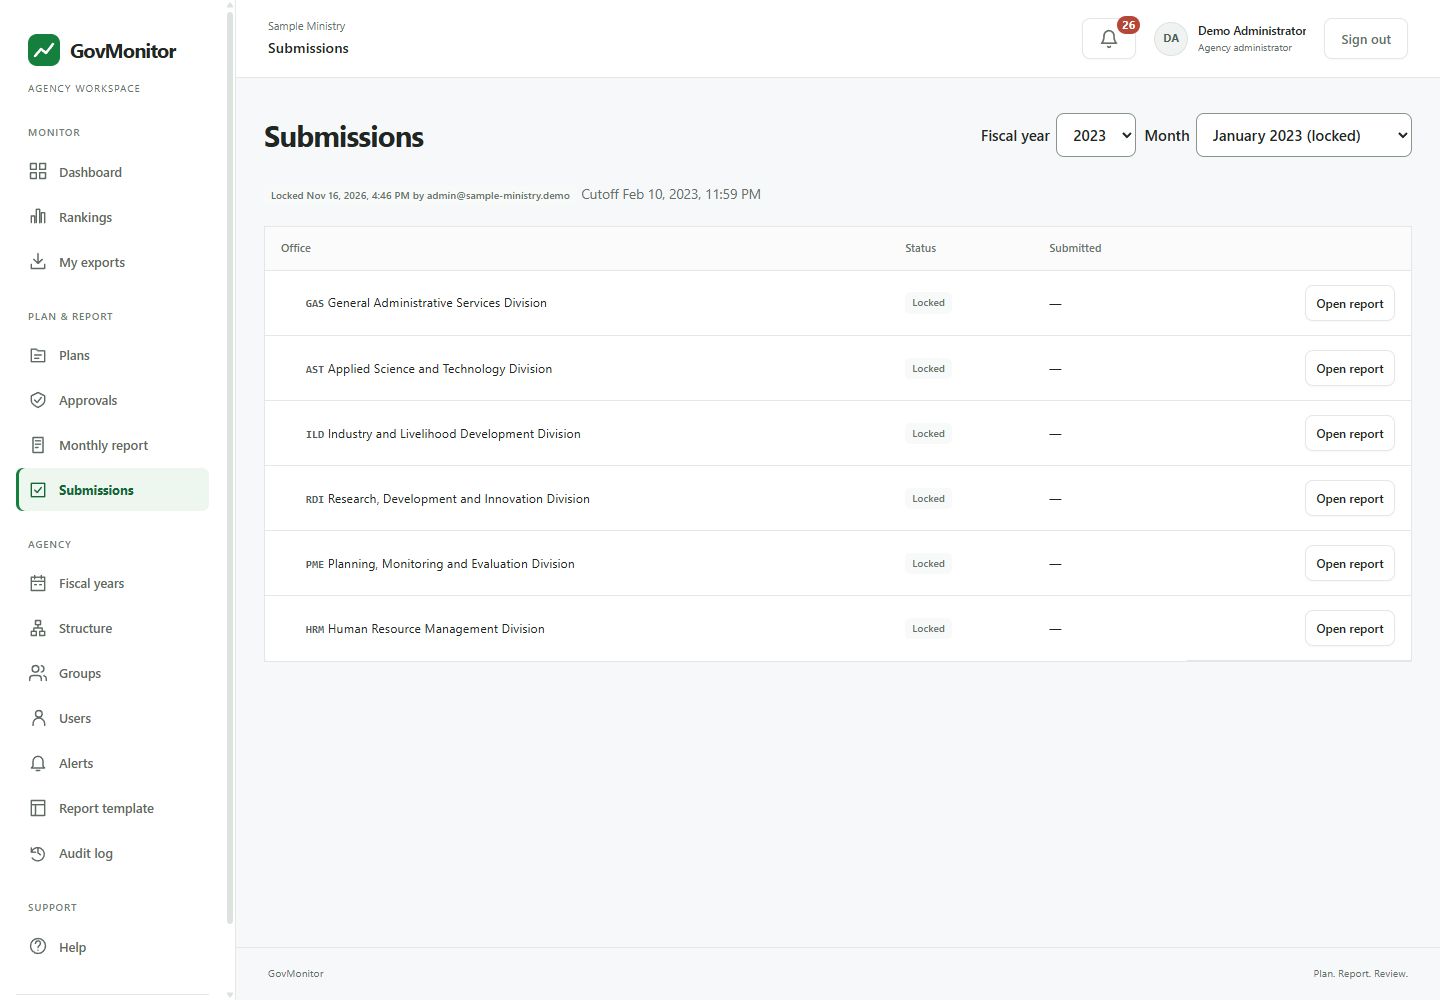 GovMonitor
AGENCY WORKSPACE
MONITOR
Dashboard
Rankings
My exports
PLAN & REPORT
Plans
Approvals
Monthly report
Submissions
AGENCY
Fiscal years
Structure
Groups
Users
Alerts
Report template
Audit log
SUPPORT
Help
Sample Ministry
Submissions
26
DA
Demo Administrator
Agency administrator
Sign out
Submissions
Fiscal year 2023 Month January 2023 (locked)
Locked Nov 16, 2026, 4:46 PM by admin@sample-ministry.demo Cutoff Feb 10, 2023, 11:59 PM
Office Status Submitted
GAS General Administrative Services Division Locked — Open report
AST Applied Science and Technology Division Locked — Open report
ILD Industry and Livelihood Development Division Locked — Open report
RDI Research, Development and Innovation Division Locked — Open report
PME Planning, Monitoring and Evaluation Division Locked — Open report
HRM Human Resource Management Division Locked — Open report
GovMonitor Plan. Report. Review.